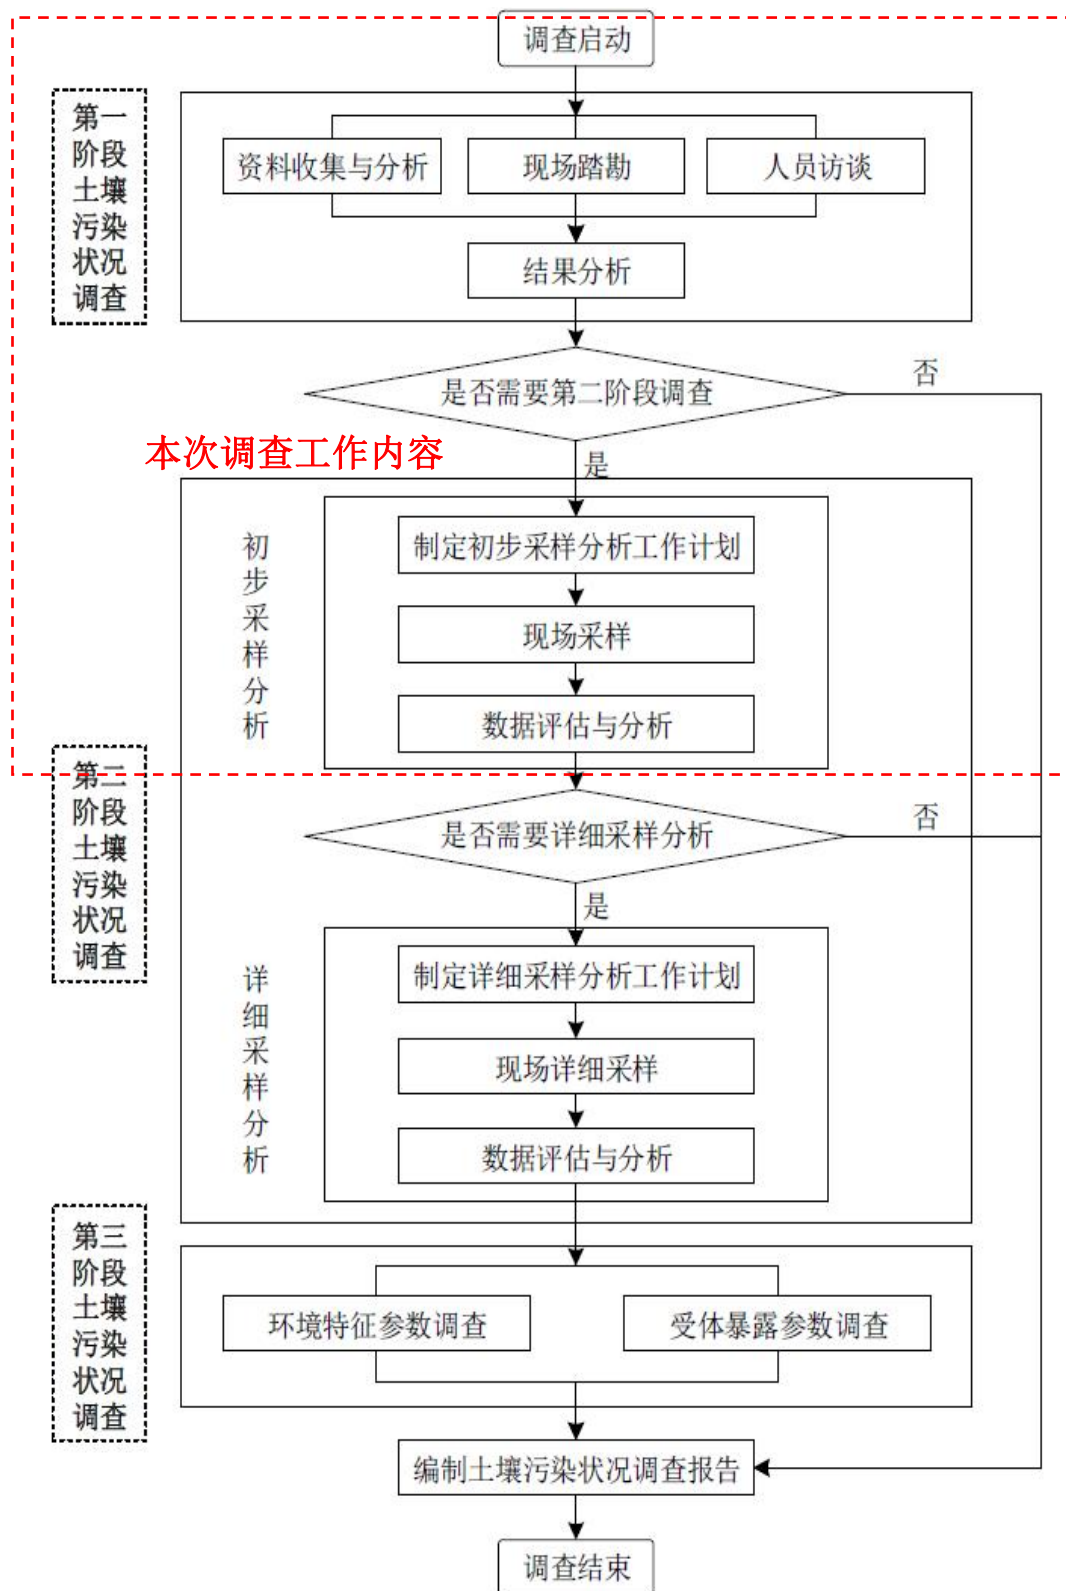 调查启动
第一
阶段
土壤
污染
状况
调查
资料收集与分析
现场踏勘
人员访谈
结果分析
是否需要第二阶段调查
否
本次调查工作内容
是
初
步
采
样
分
析
制定初步采样分析工作计划
现场采样
数据评估与分析
第二
阶段
土壤
污染
状况
调查
是否需要详细采样分析
否
是
详
细
采
样
分
析
制定详细采样分析工作计划
现场详细采样
数据评估与分析
第三
阶段
土壤
污染
状况
调查
环境特征参数调查
受体暴露参数调查
编制土壤污染状况调查报告
调查结束